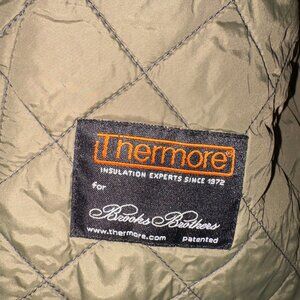 Thermore®
INSULATION EXPERTS SINCE 1972
for
Brooks Brothers
www.thermore.com patented